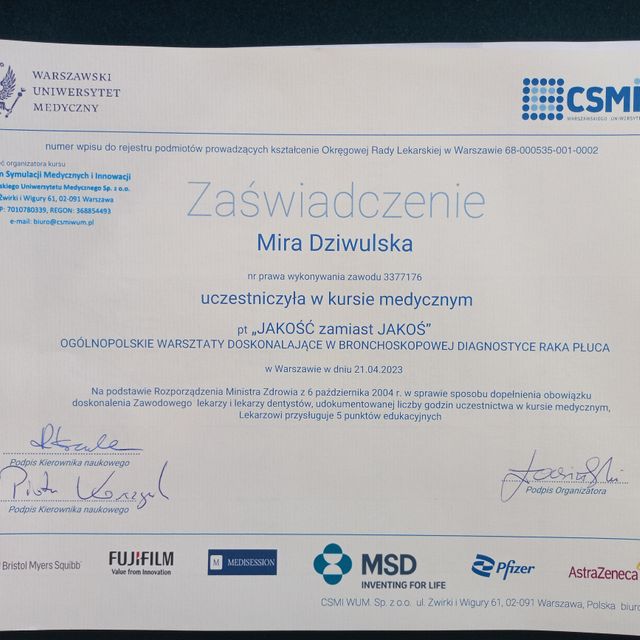 WARSZAWSKI
UNIWERSYTET
MEDYCZNY
CSMI
WARSZAWSKIEGO UNIWERSYTE
numer wpisu do rejestru podmiotów prowadzących kształcenie Okręgowej Rady Lekarskiej w Warszawie 68-000535-001-0002
organizatora kursu
m Symulacji Medycznych i Innowacji
skiego Uniwersytetu Medycznego Sp. z o.o.
Żwirki i Wigury 61, 02-091 Warszawa
P: 7010780339, REGON: 368854493
e-mail: biuro@csmiwum.pl
Zaświadczenie
Mira Dziwulska
nr prawa wykonywania zawodu 3377176
uczestniczyła w kursie medycznym
pt „JAKOŚĆ zamiast JAKOŚ”
OGÓLNOPOLSKIE WARSZTATY DOSKONALAJĄCE W BRONCHOSKOPOWEJ DIAGNOSTYCE RAKA PŁUCA
w Warszawie w dniu 21.04.2023
Na podstawie Rozporządzenia Ministra Zdrowia z 6 października 2004 r. w sprawie sposobu dopełnienia obowiązku
doskonalenia Zawodowego lekarzy i lekarzy dentystów, udokumentowanej liczby godzin uczestnictwa w kursie medycznym,
Lekarzowi przysługuje 5 punktów edukacyjnych
Podpis Kierownika naukowego
Piotr
Podpis Kierownika naukowego
Podpis Organizatora
Bristol Myers Squibb
FUJIFILM
Value from Innovation
M MEDISESSION
MSD
INVENTING FOR LIFE
Pfizer
AstraZeneca
CSMI WUM. Sp. z o.o. ul. Żwirki i Wigury 61, 02-091 Warszawa, Polska biuro